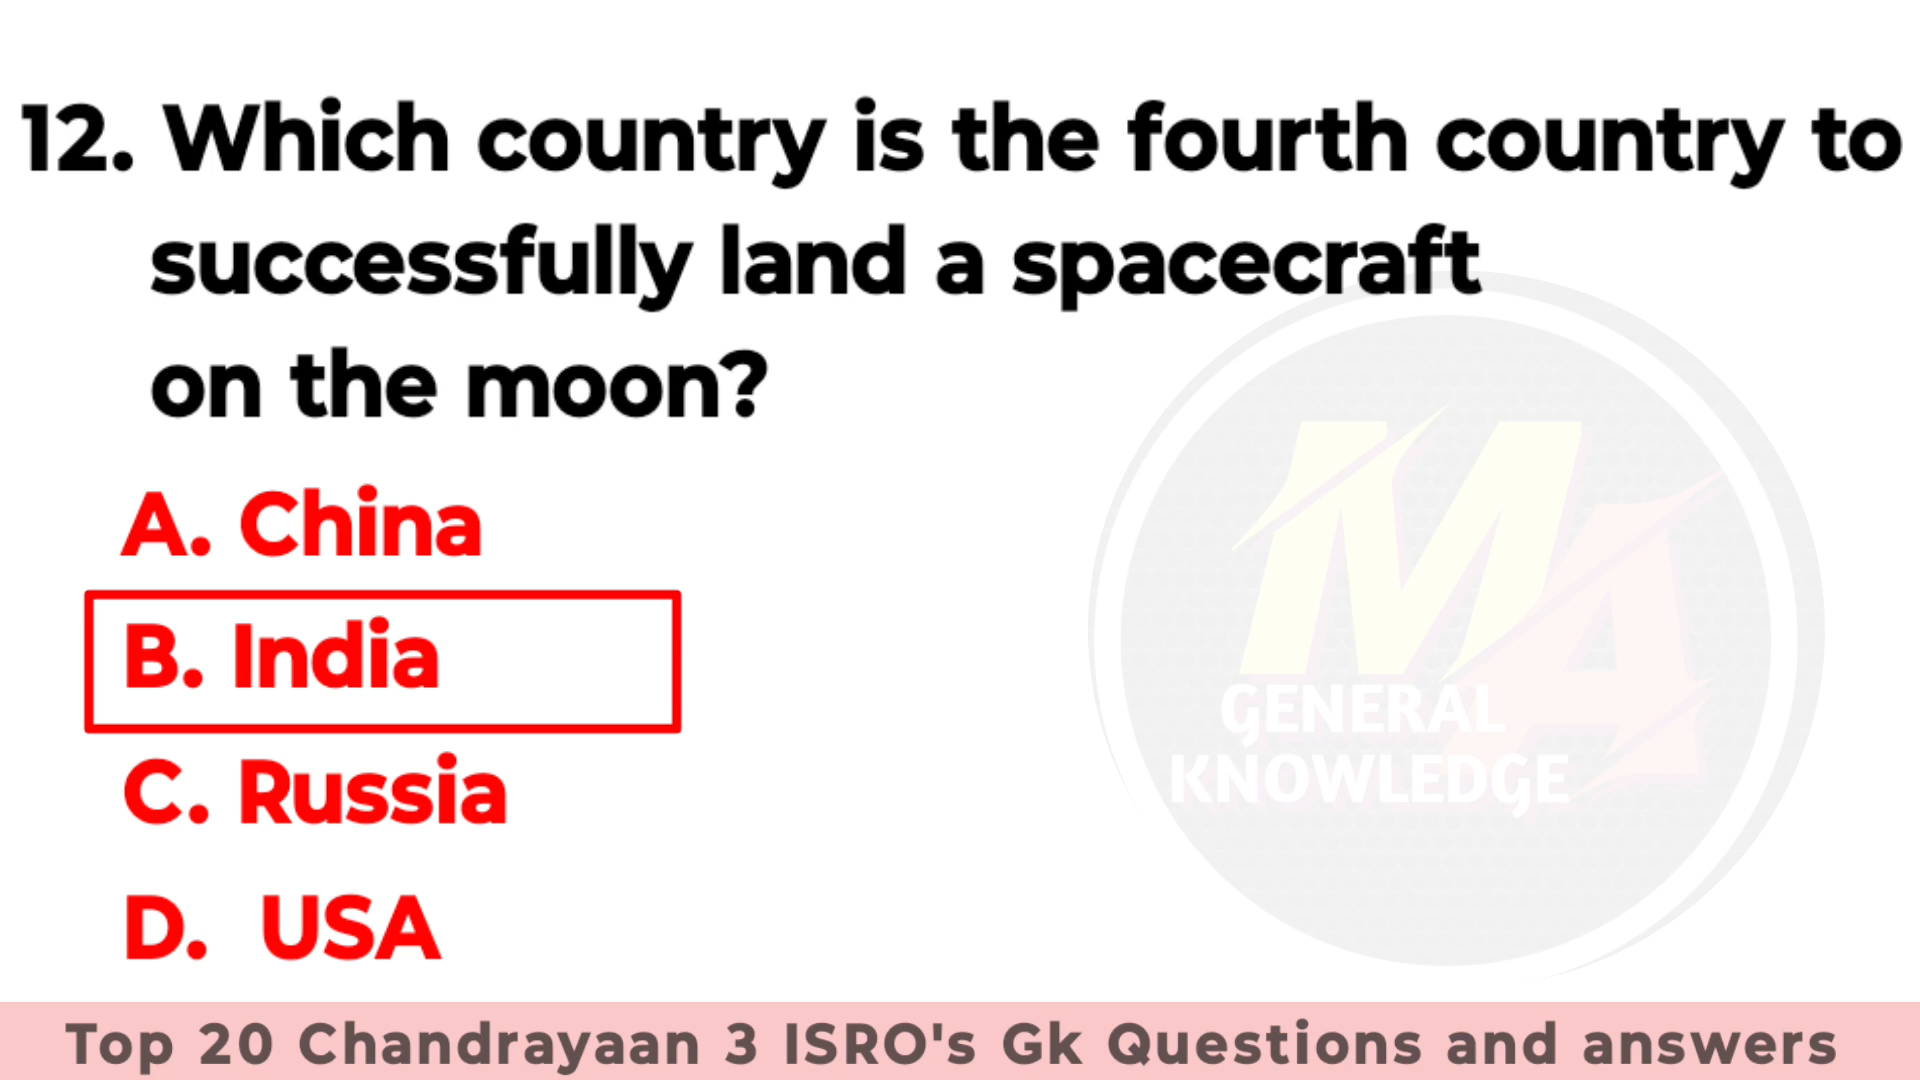 12. Which country is the fourth country to
successfully land a spacecraft
on the moon?
A. China
B. India
C. Russia
D. USA
MA
GENERAL
KNOWLEDGE
Top 20 Chandrayaan 3 ISRO's Gk Questions and answers